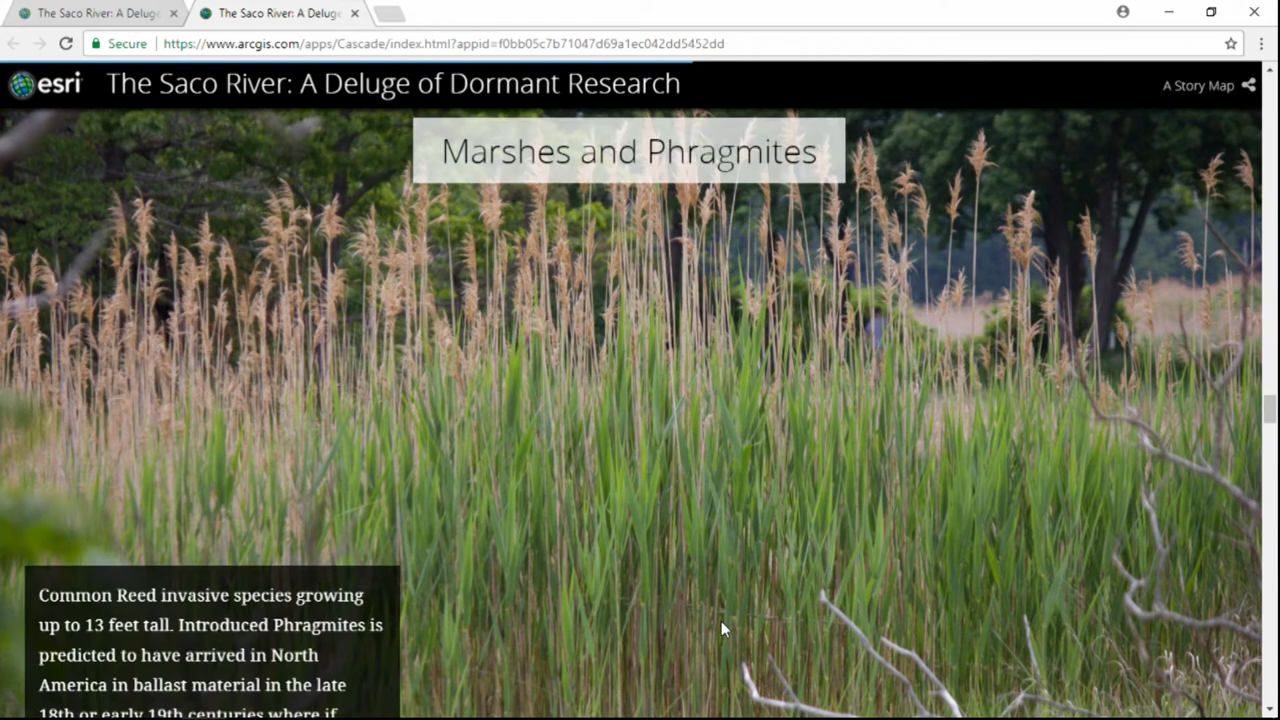 The Saco River: A Deluge
The Saco River: A Deluge
Secure
https://www.arcgis.com/apps/Cascade/index.html?appid=f0bb05c7b71047d69a1ec042dd5452dd
esri
The Saco River: A Deluge of Dormant Research
A Story Map
Marshes and Phragmites
Common Reed invasive species growing
up to 13 feet tall. Introduced Phragmites is
predicted to have arrived in North
America in ballast material in the late
18th or early 19th centuries where if